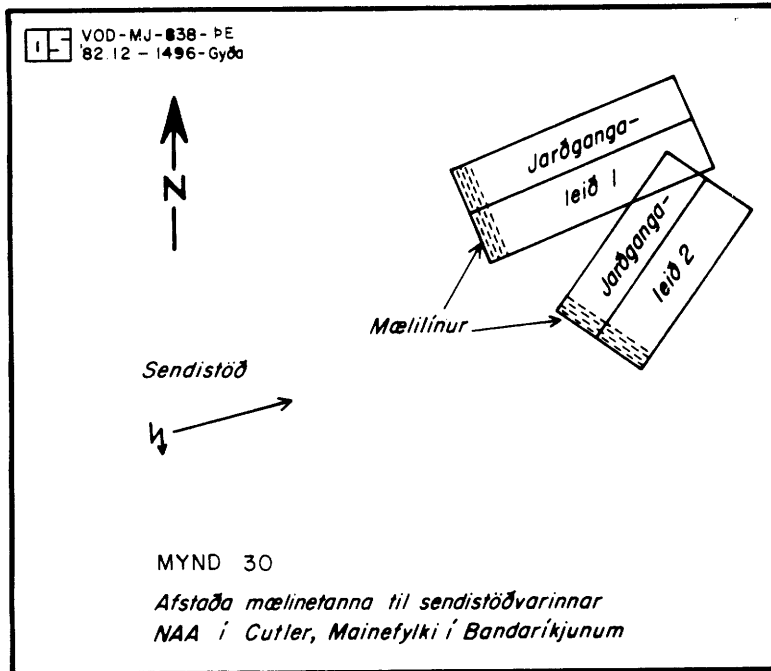 VOD-MJ-838-ÞE
'82.12-1496-Gyða
N
Jarðganga-
leið 1
Jarðganga-
leið 2
Mælilínur
Sendistöð
MYND 30
Afstaða mælinetanna til sendistöðvarinnar
NAA í Cutler, Mainefylki í Bandaríkjunum